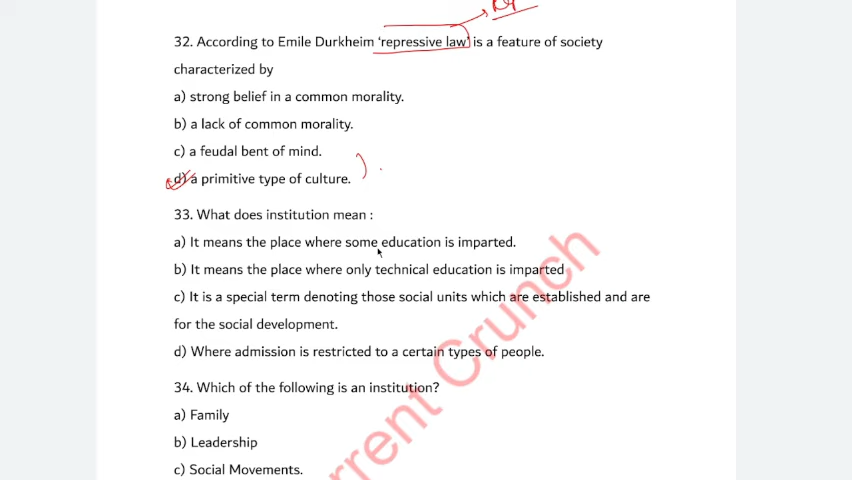 32. According to Emile Durkheim ‘repressive law’ is a feature of society
characterized by
a) strong belief in a common morality.
b) a lack of common morality.
c) a feudal bent of mind.
d) a primitive type of culture.
33. What does institution mean :
a) It means the place where some education is imparted.
b) It means the place where only technical education is imparted
c) It is a special term denoting those social units which are established and are
for the social development.
d) Where admission is restricted to a certain types of people.
34. Which of the following is an institution?
a) Family
b) Leadership
c) Social Movements.
rrent Crunch